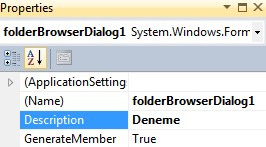 Properties
folderBrowserDialog1 System.Windows.Form
(ApplicationSetting
(Name) folderBrowserDialog1
Description Deneme
GenerateMember True